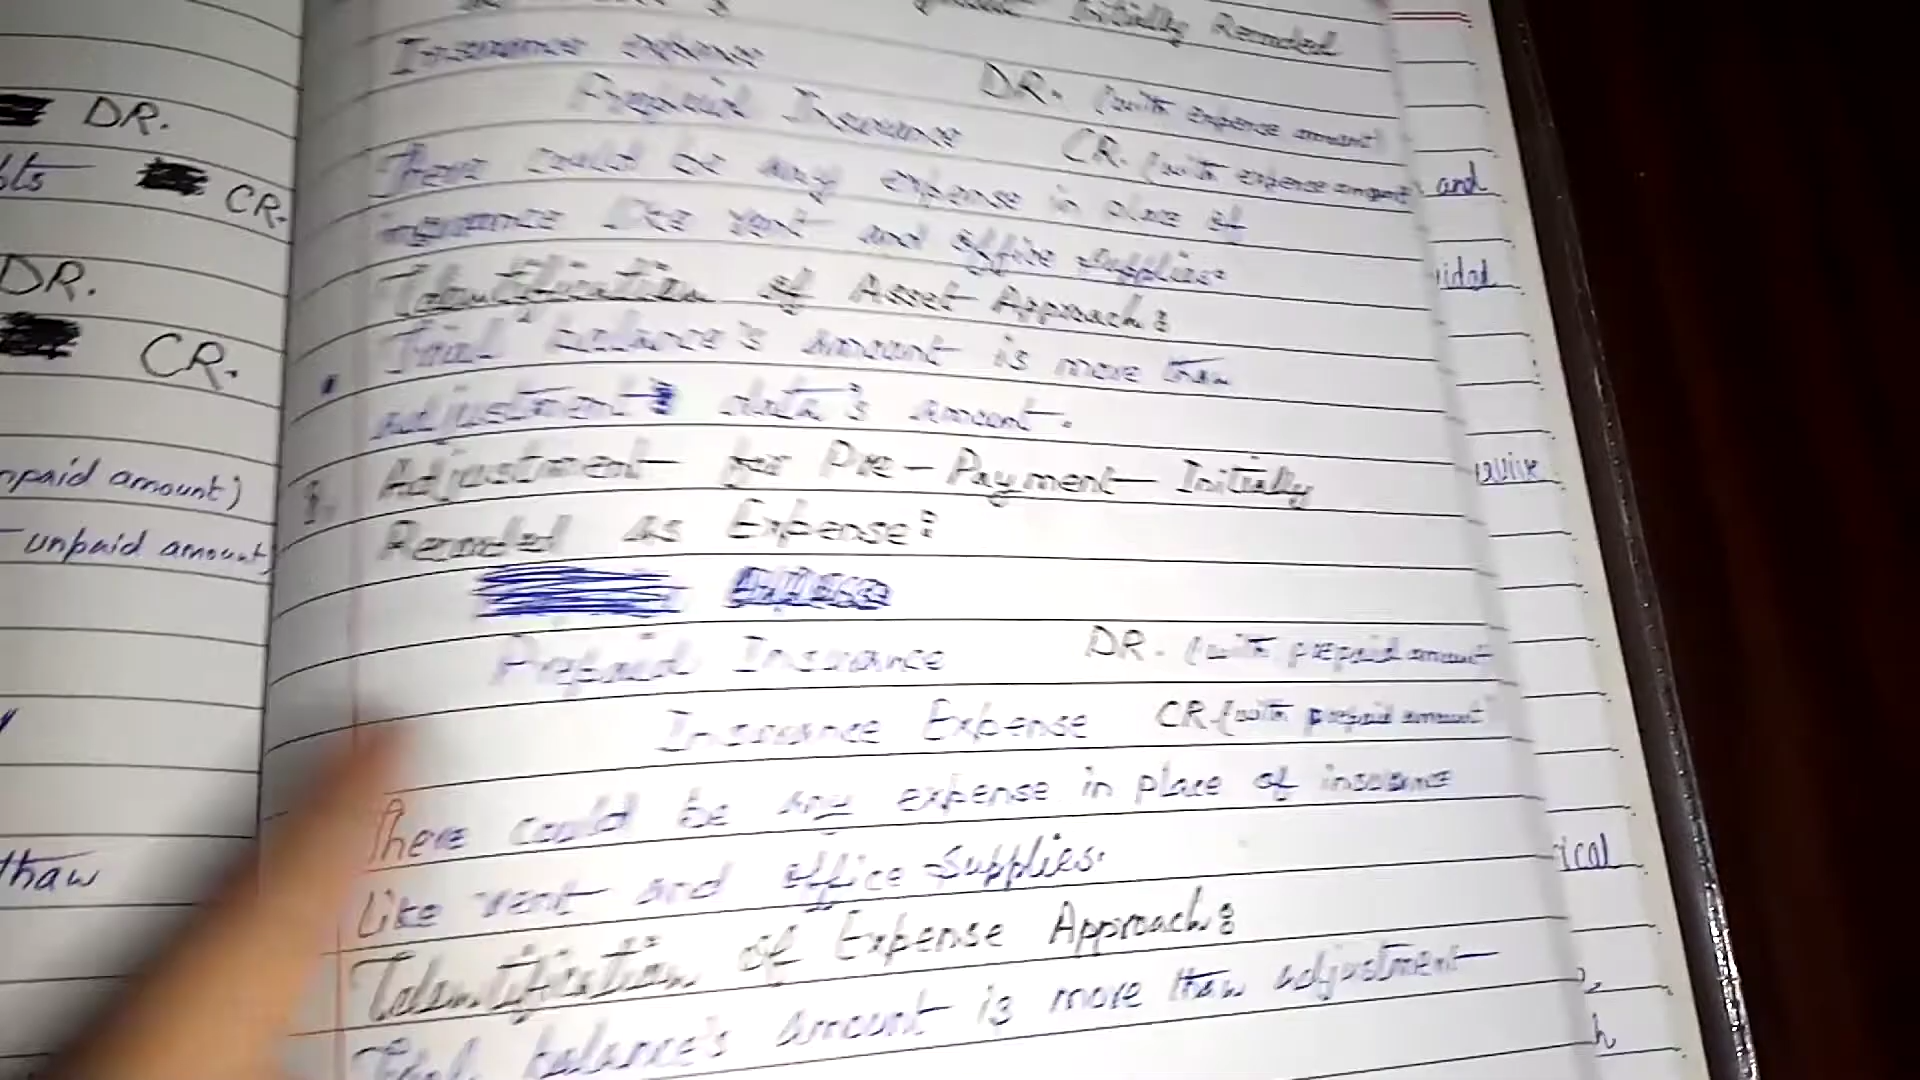 DR.
CR.
DR.
CR.
unpaid amount)
thaw
Initially Recorded
Insurance expense DR. (with expense amount)
Prepaid Insurance CR. (with expense amount
There could be any expense in place of
insurance like rent and office supplies.
Identification of Asset Approach:
Trial balance's amount is more than
adjustment data's amount.
3. Adjustment for Pre-Payment Initially
Recorded as Expense:
Prepaid Insurance DR. (with prepaid amount
Insurance Expense CR. (with prepaid amount)
There could be any expense in place of insurance
like rent and office supplies.
Identification of Expense Approach:
Trial balance's amount is more than adjustment
and
ical